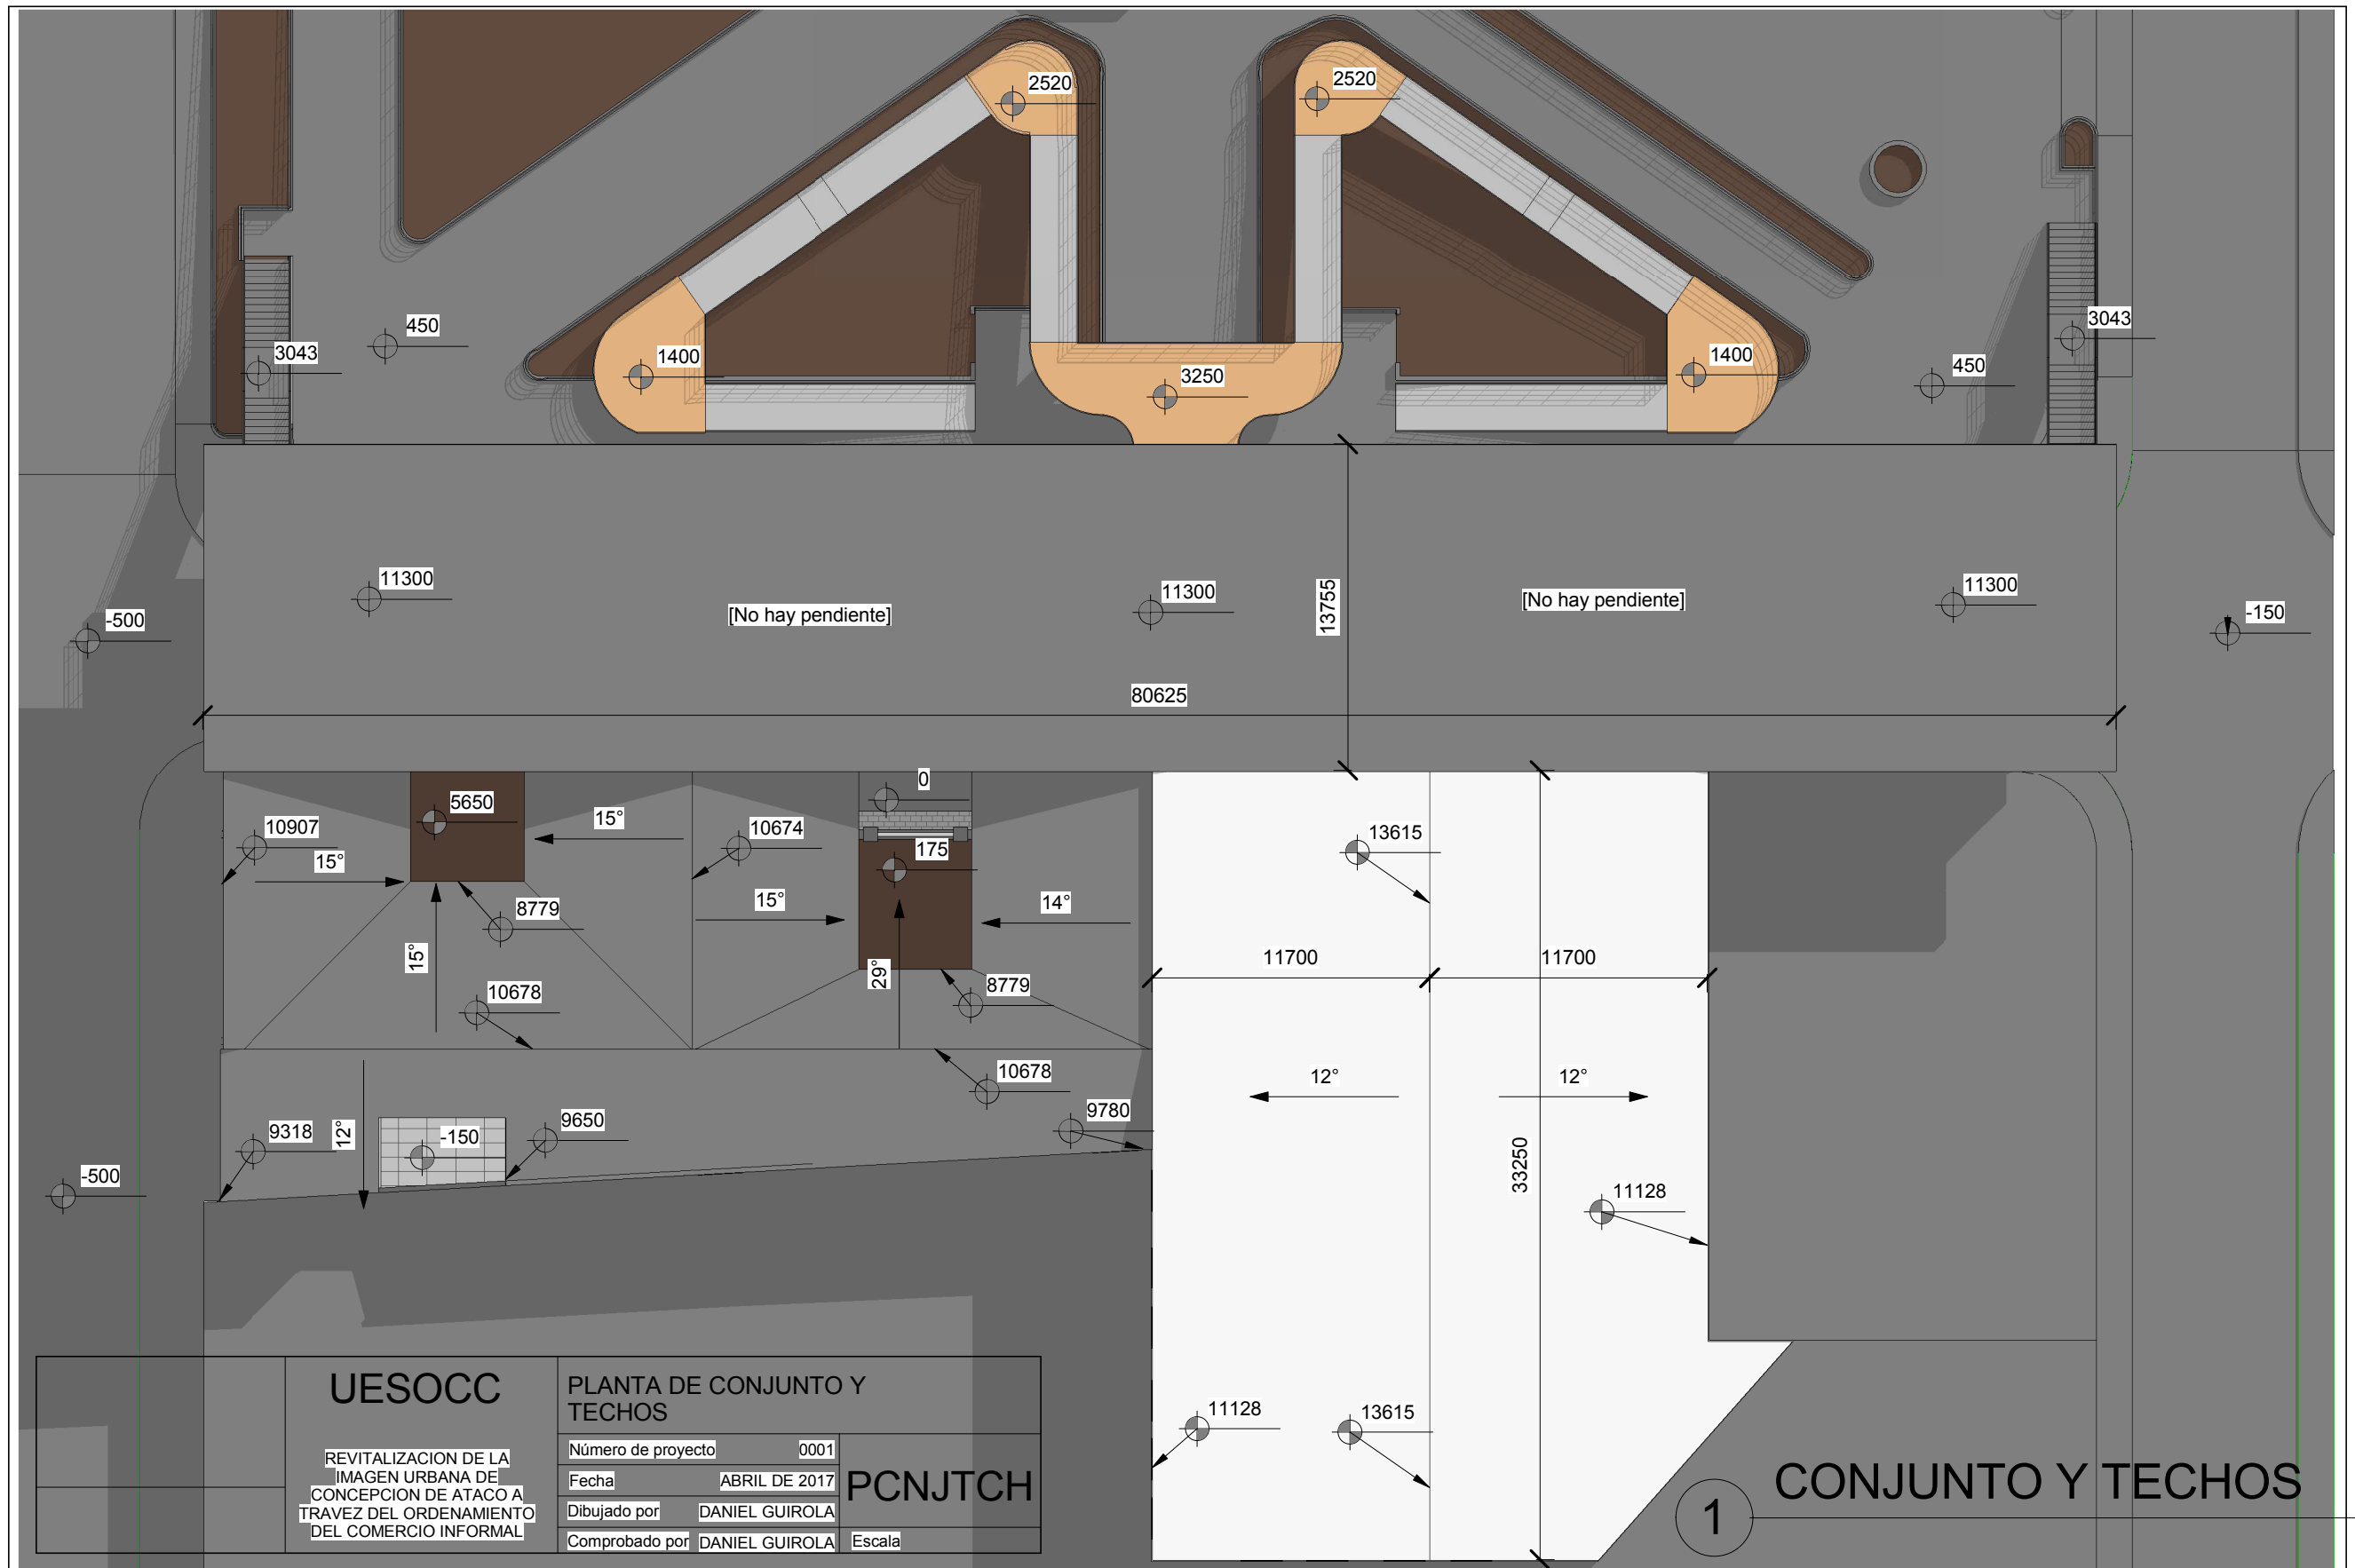 2520
2520
450
3043
1400
3250
1400
450
3043
11300
[No hay pendiente]
11300
[No hay pendiente]
11300
-500
-150
13755
80625
0
5650
15°
10907
15°
10674
175
13615
15°
14°
8779
15°
29°
8779
10678
11700
11700
10678
12°
12°
9780
9318
12°
-150
9650
-500
33250
11128
11128
13615
UESOCC
REVITALIZACION DE LA
IMAGEN URBANA DE
CONCEPCION DE ATACO A
TRAVEZ DEL ORDENAMIENTO
DEL COMERCIO INFORMAL
PLANTA DE CONJUNTO Y
TECHOS
Número de proyecto 0001
Fecha ABRIL DE 2017
Dibujado por DANIEL GUIROLA
Comprobado por DANIEL GUIROLA
PCNJTCH
Escala
1
CONJUNTO Y TECHOS